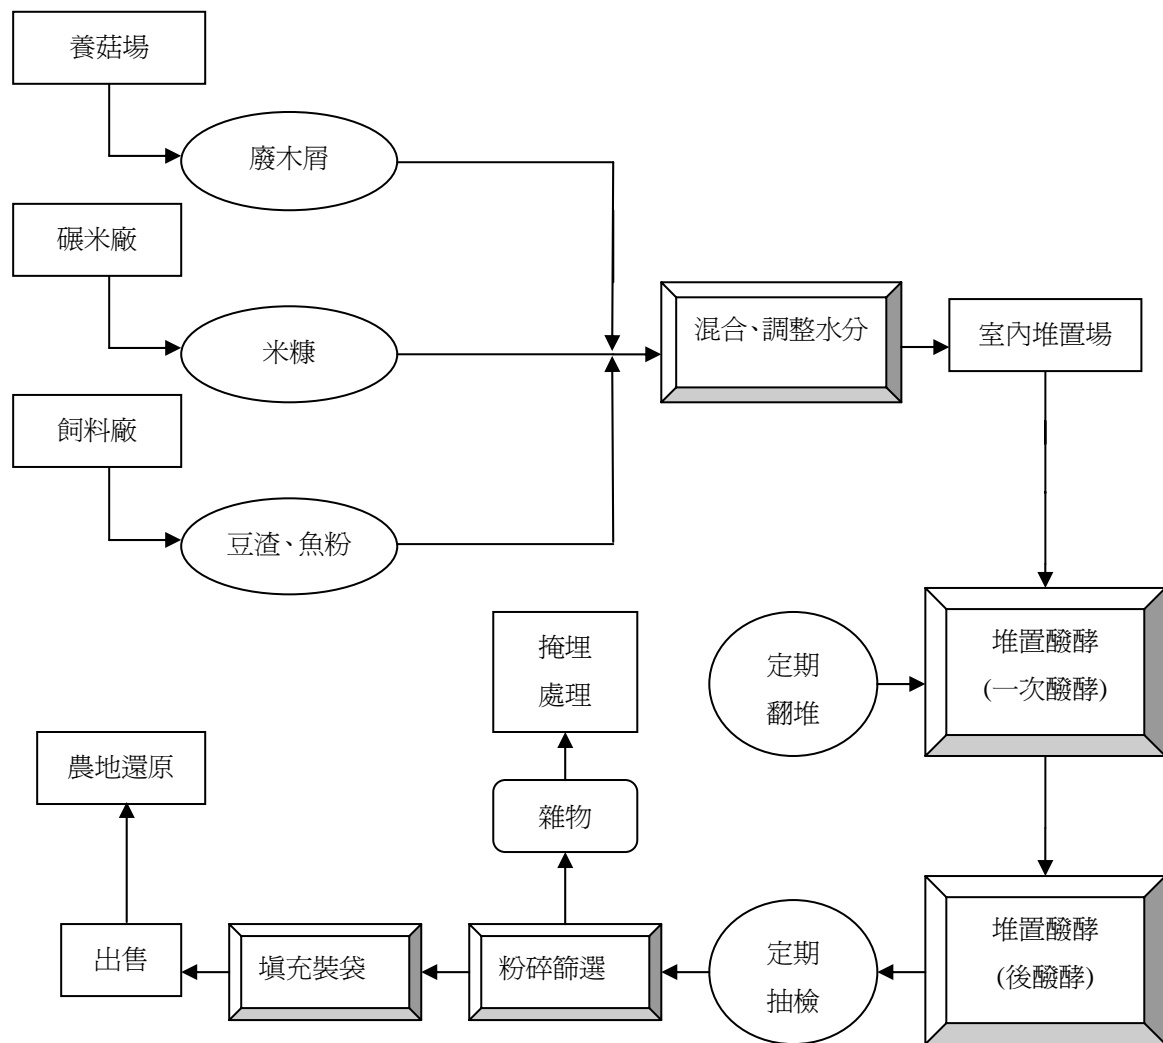 養菇場
廢木屑
碾米廠
米糠
混合、調整水分
室內堆置場
飼料廠
豆渣、魚粉
掩埋
處理
定期
翻堆
堆置醱酵
(一次醱酵)
農地還原
雜物
出售
填充裝袋
粉碎篩選
定期
抽檢
堆置醱酵
(後醱酵)